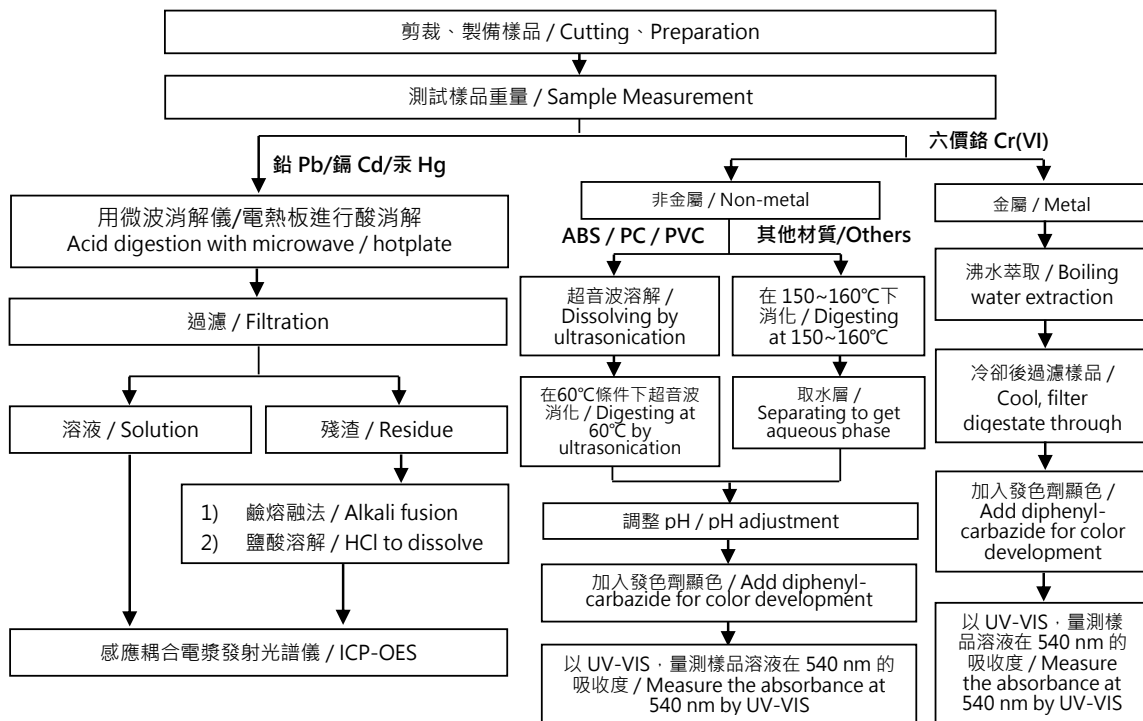 剪裁、製備樣品 / Cutting、Preparation
測試樣品重量 / Sample Measurement
鉛 Pb/鎘 Cd/汞 Hg
六價鉻 Cr(VI)
用微波消解儀/電熱板進行酸消解
Acid digestion with microwave / hotplate
過濾 / Filtration
溶液 / Solution
殘渣 / Residue
1) 鹼熔融法 / Alkali fusion
2) 鹽酸溶解 / HCl to dissolve
感應耦合電漿發射光譜儀 / ICP-OES
非金屬 / Non-metal
ABS / PC / PVC
其他材質/Others
超音波溶解 /
Dissolving by
ultrasonication
在60℃條件下超音波
消化 / Digesting at
60℃ by
ultrasonication
在 150~160℃下
消化 / Digesting
at 150~160℃
取水層 /
Separating to get
aqueous phase
調整 pH / pH adjustment
加入發色劑顯色 / Add diphenyl-
carbazide for color development
以 UV-VIS，量測樣品溶液在 540 nm 的
吸收度 / Measure the absorbance at
540 nm by UV-VIS
金屬 / Metal
沸水萃取 / Boiling
water extraction
冷卻後過濾樣品 /
Cool, filter
digestate through
加入發色劑顯色 /
Add diphenyl-
carbazide for color
development
以 UV-VIS，量測樣
品溶液在 540 nm 的
吸收度 / Measure
the absorbance at
540 nm by UV-VIS